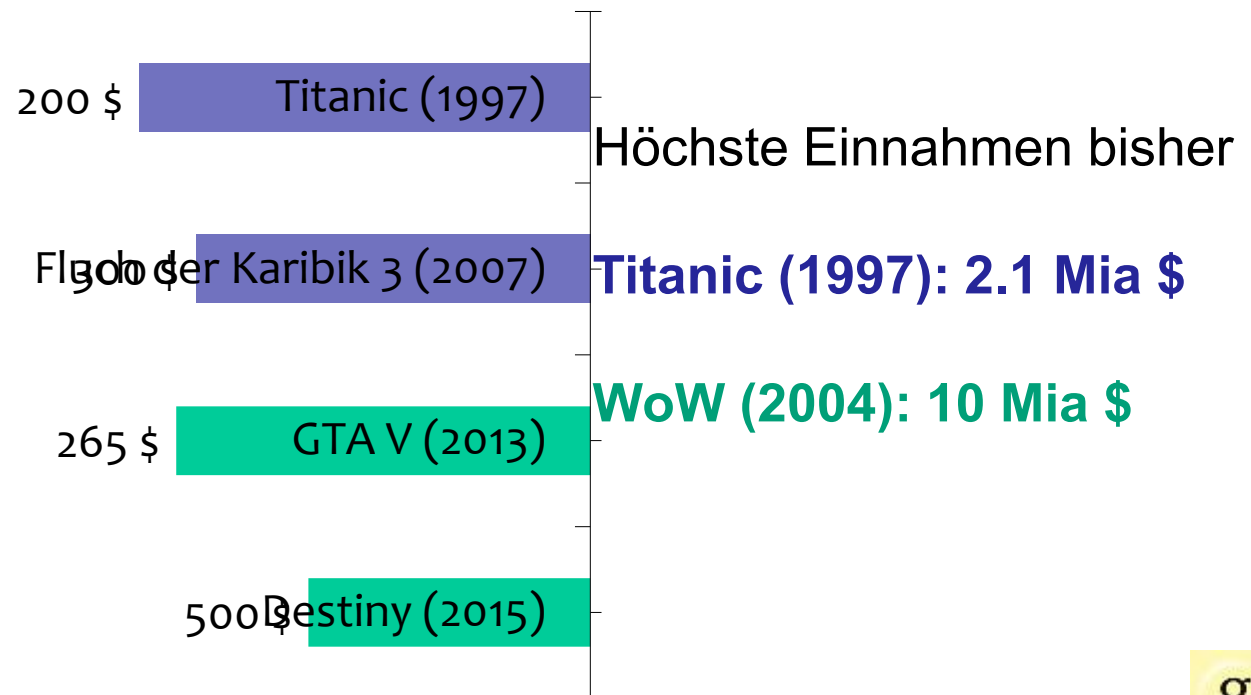 200 $
Titanic (1997)
Höchste Einnahmen bisher
300 $
Fluch der Karibik 3 (2007)
Titanic (1997): 2.1 Mia $
WoW (2004): 10 Mia $
265 $
GTA V (2013)
500 $
Destiny (2015)